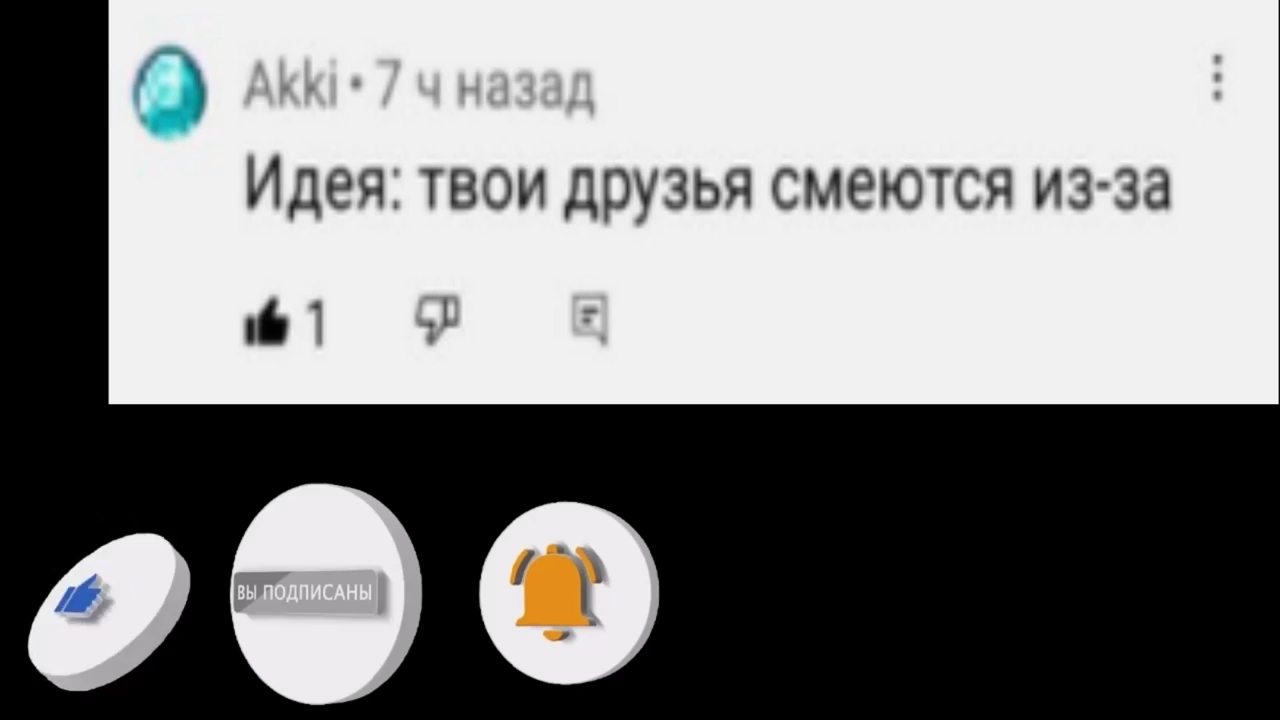 Akki • 7 ч назад
Идея: твои друзья смеются из-за
1
ВЫ ПОДПИСАНЫ